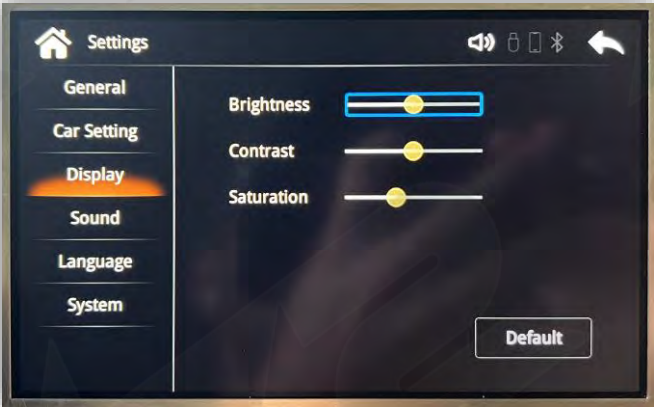 Settings
General
Car Setting
Display
Sound
Language
System
Brightness
Contrast
Saturation
Default